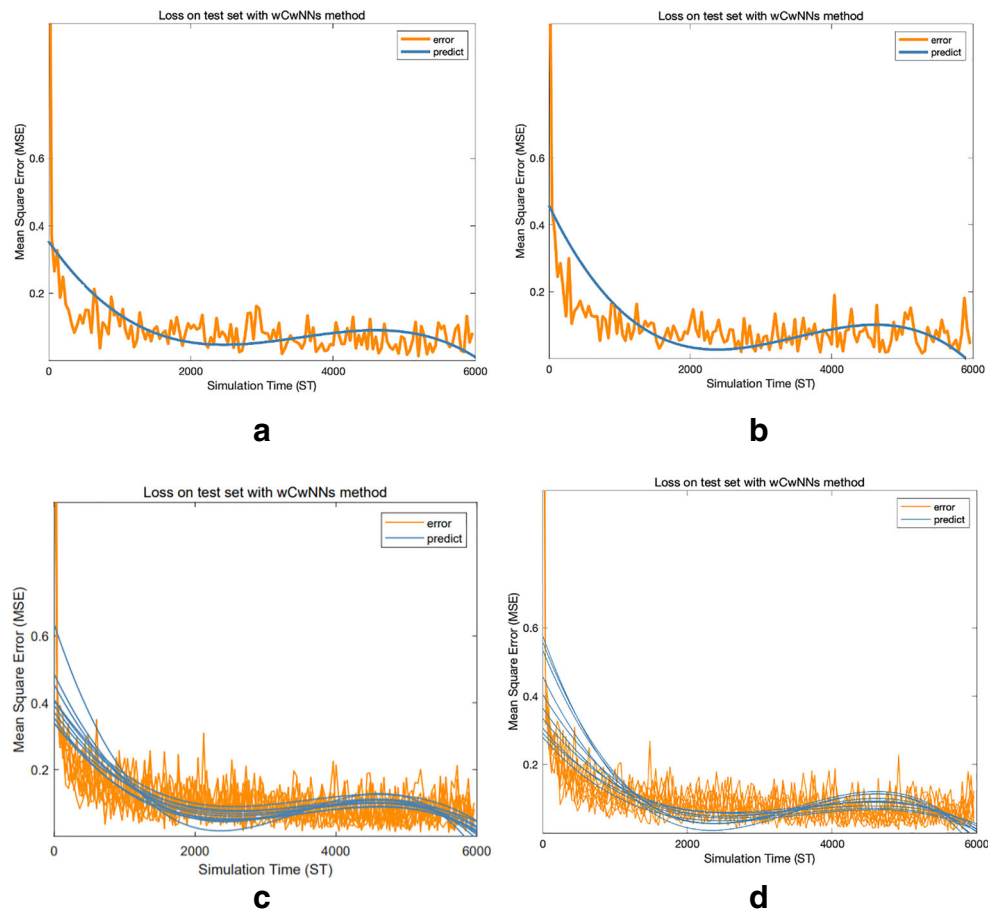 Loss on test set with wCwNNs method
error
predict
Mean Square Error (MSE)
0.6
0.4
0.2
0
2000
4000
6000
Simulation Time (ST)
a
Loss on test set with wCwNNs method
error
predict
Mean Square Error (MSE)
0.6
0.4
0.2
0
2000
4000
6000
Simulation Time (ST)
b
Loss on test set with wCwNNs method
error
predict
Mean Square Error (MSE)
0.6
0.4
0.2
0
2000
4000
6000
Simulation Time (ST)
c
Loss on test set with wCwNNs method
error
predict
Mean Square Error (MSE)
0.6
0.4
0.2
0
2000
4000
6000
Simulation Time (ST)
d